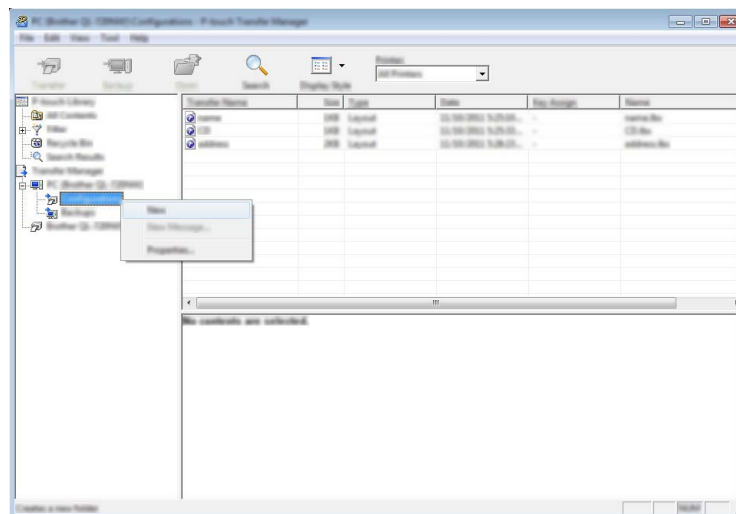 PC (Brother QL-720NW) Configurations - P-touch Transfer Manager
File Edit View Tool Help
Transfer Backup Open Search Display Style
Printer:
All Printers
P-touch Library
All Contents
Filter
Recycle Bin
Search Results
Transfer Manager
PC (Brother QL-720NW)
Configurations
Backups
Brother QL-720NW
Transfer Name Size Type Date Key Assign Name
name 1KB Layout - name.lbx
CD 1KB Layout - CD.lbx
address 2KB Layout - address.lbx
New
New Message...
Properties...
No contents are selected.
Creates a new folder
NUM